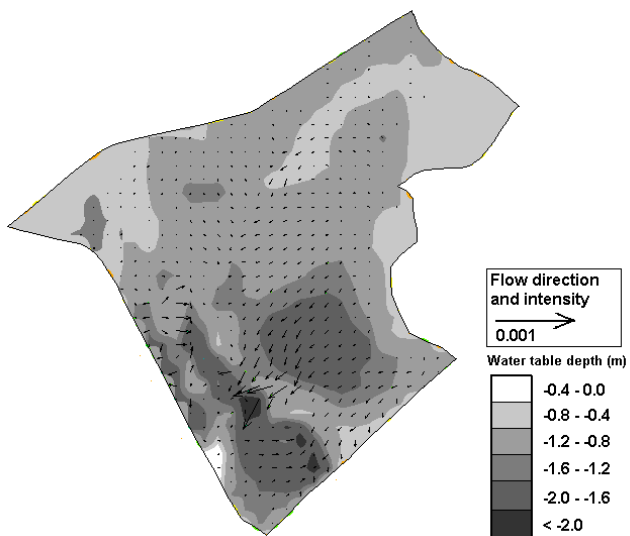 Flow direction
and intensity
0.001
Water table depth (m)
-0.4 - 0.0
-0.8 - -0.4
-1.2 - -0.8
-1.6 - -1.2
-2.0 - -1.6
< -2.0